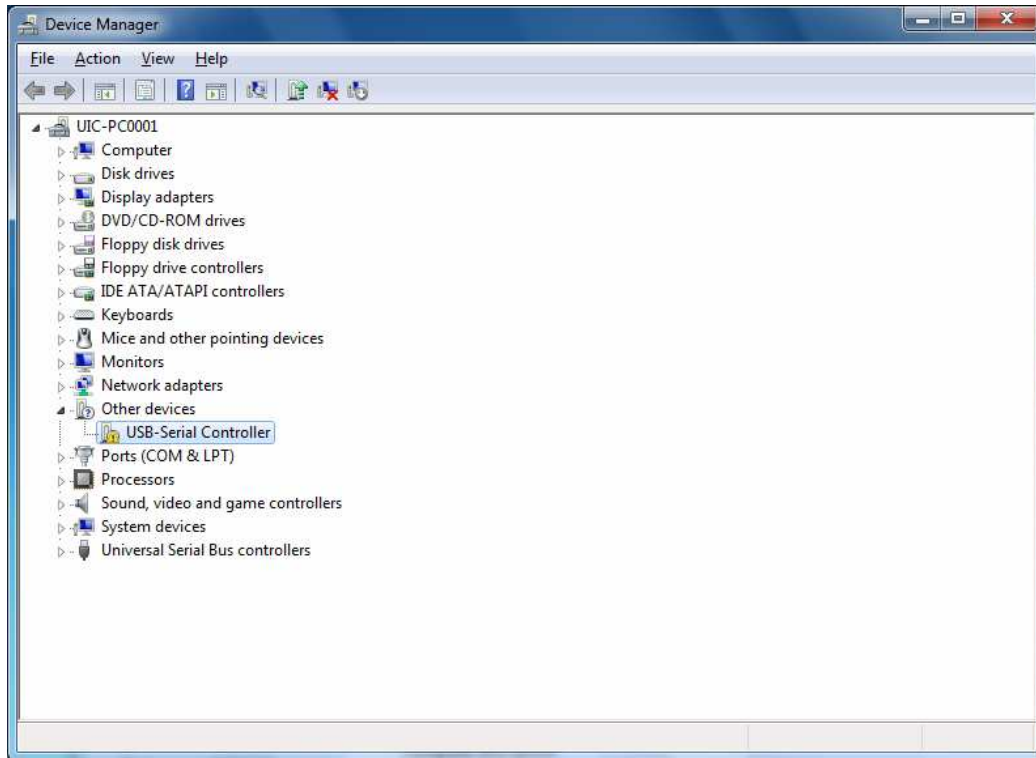 Device Manager
File Action View Help
UIC-PC0001
Computer
Disk drives
Display adapters
DVD/CD-ROM drives
Floppy disk drives
Floppy drive controllers
IDE ATA/ATAPI controllers
Keyboards
Mice and other pointing devices
Monitors
Network adapters
Other devices
USB-Serial Controller
Ports (COM & LPT)
Processors
Sound, video and game controllers
System devices
Universal Serial Bus controllers